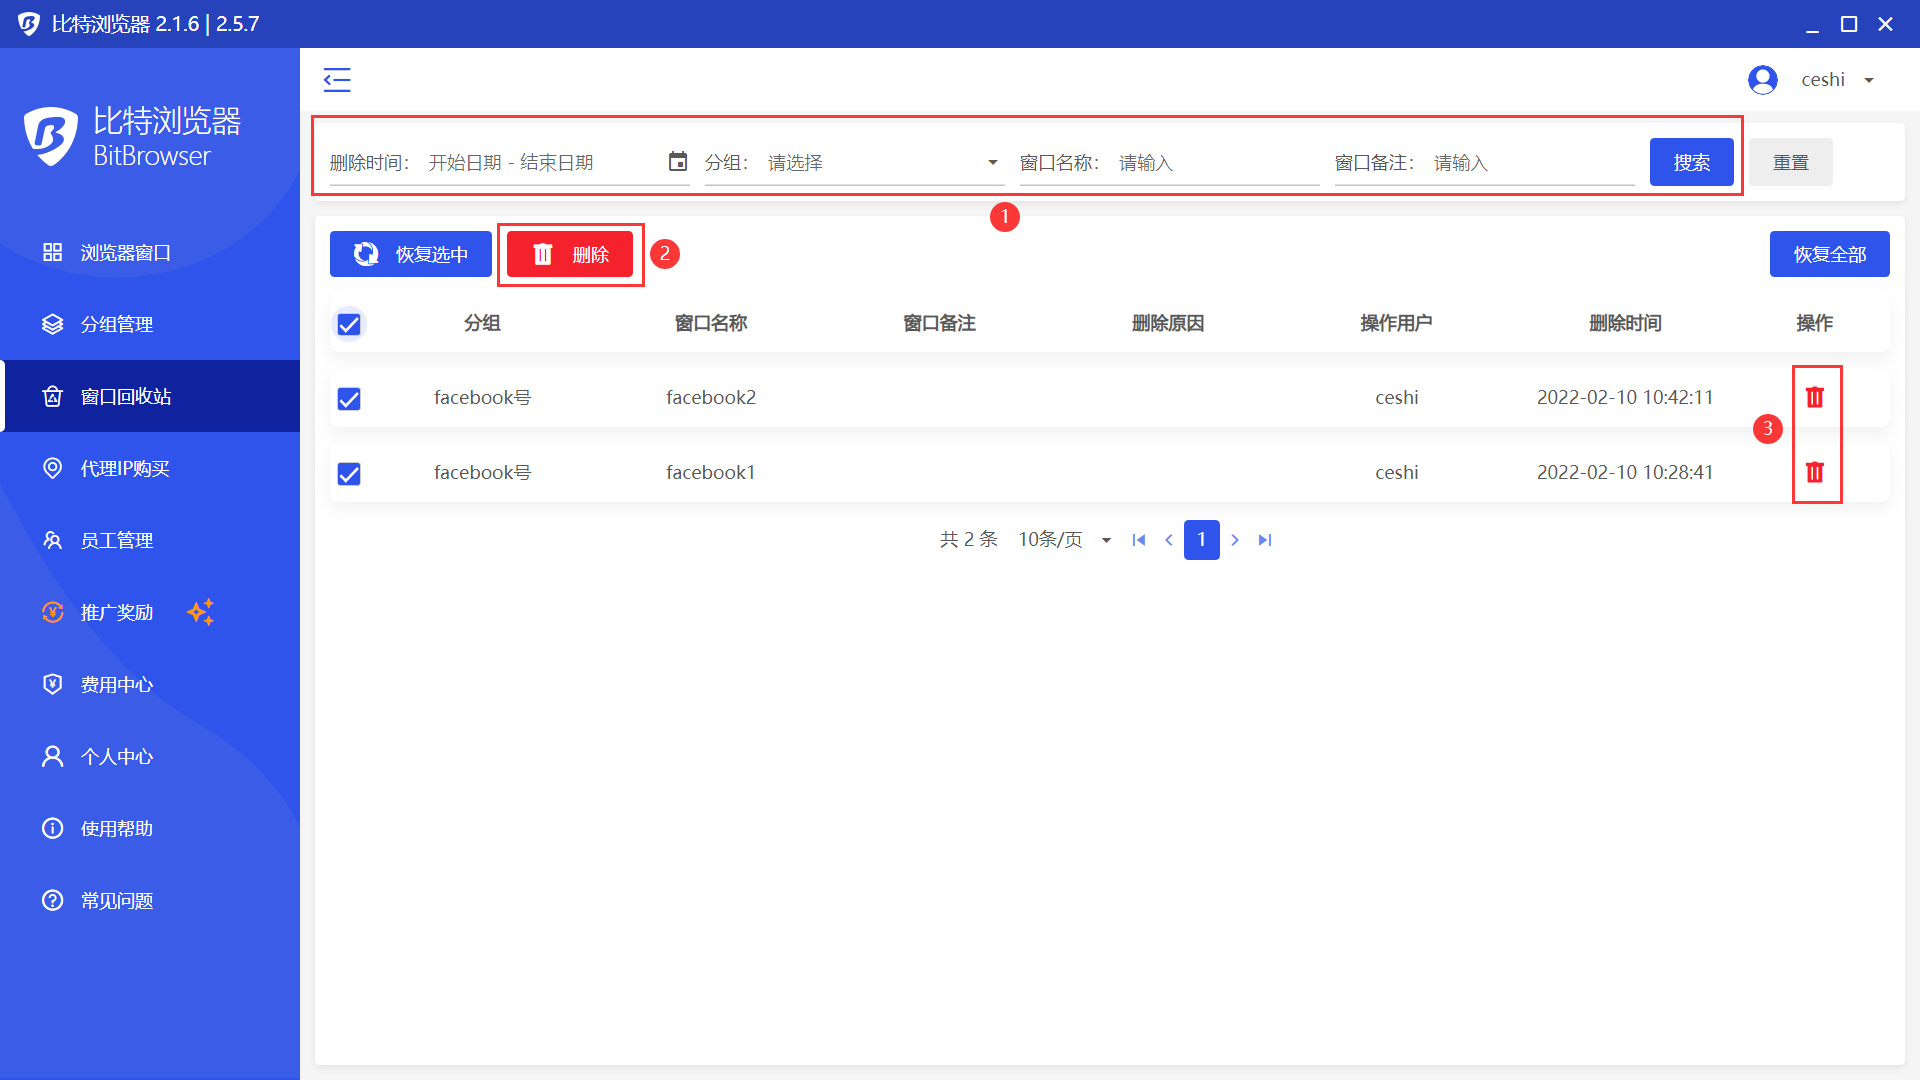 比特浏览器 2.1.6 | 2.5.7
比特浏览器
BitBrowser
浏览器窗口
分组管理
窗口回收站
代理IP购买
员工管理
推广奖励
费用中心
个人中心
使用帮助
常见问题
ceshi
删除时间： 开始日期 - 结束日期 分组： 请选择 窗口名称： 请输入 窗口备注： 请输入 搜索 重置
1
恢复选中 删除 2 恢复全部
分组 窗口名称 窗口备注 删除原因 操作用户 删除时间 操作
facebook号 facebook2 ceshi 2022-02-10 10:42:11
3
facebook号 facebook1 ceshi 2022-02-10 10:28:41
共 2 条 10条/页 1